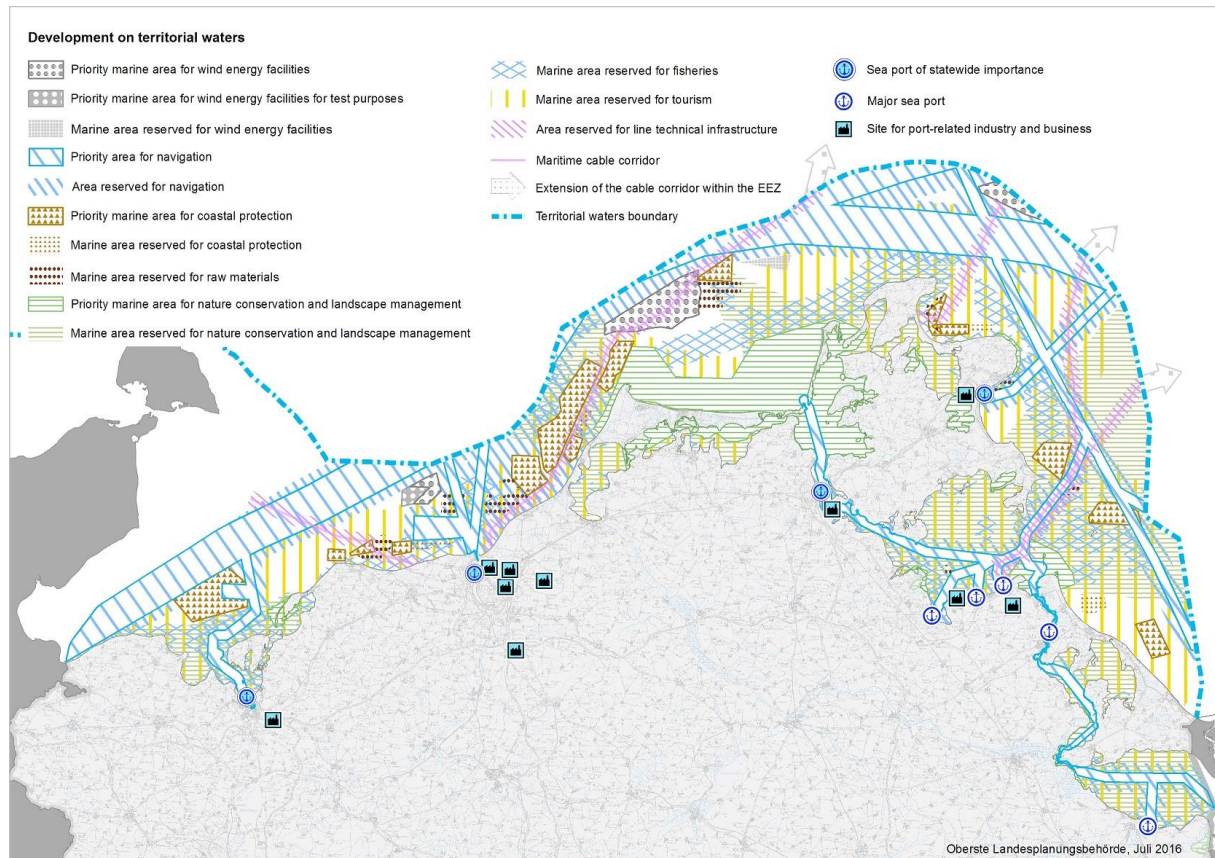 Development on territorial waters
Priority marine area for wind energy facilities
Priority marine area for wind energy facilities for test purposes
Marine area reserved for wind energy facilities
Priority area for navigation
Area reserved for navigation
Priority marine area for coastal protection
Marine area reserved for coastal protection
Marine area reserved for raw materials
Priority marine area for nature conservation and landscape management
Marine area reserved for nature conservation and landscape management
Marine area reserved for fisheries
Marine area reserved for tourism
Area reserved for line technical infrastructure
Maritime cable corridor
Extension of the cable corridor within the EEZ
Territorial waters boundary
Sea port of statewide importance
Major sea port
Site for port-related industry and business
Oberste Landesplanungsbehörde, Juli 2016